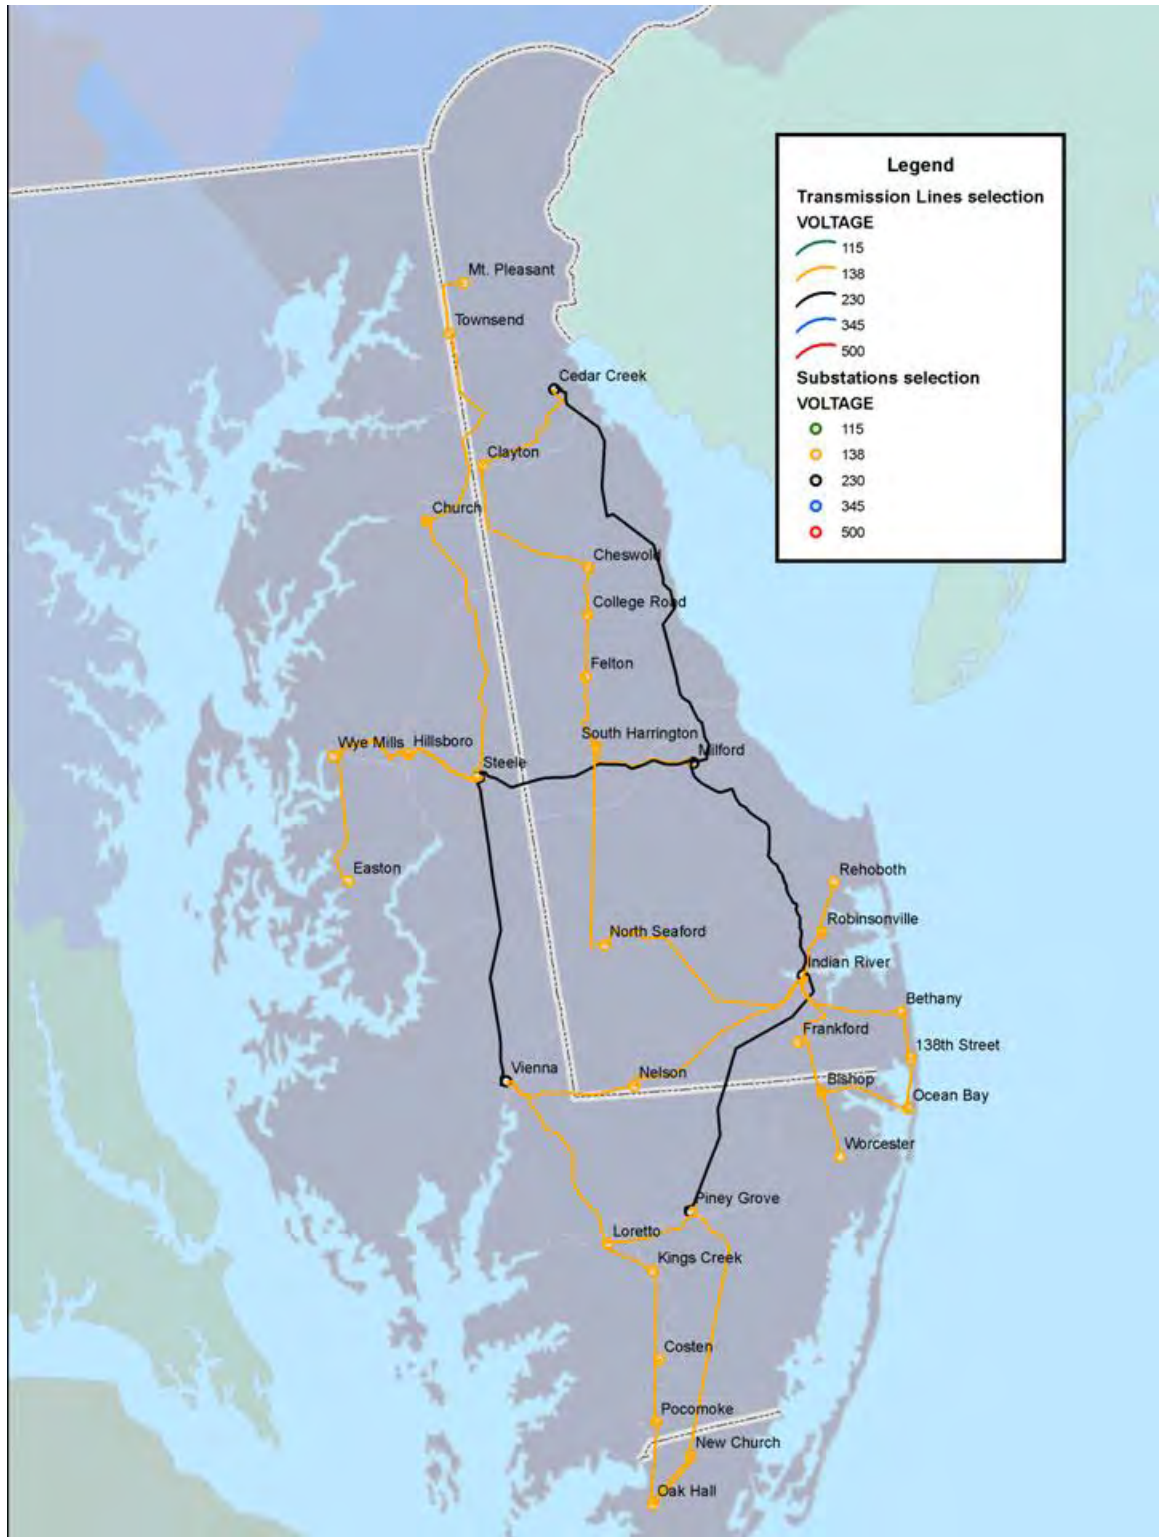 Legend
Transmission Lines selection
VOLTAGE
115
138
230
345
500
Substations selection
VOLTAGE
115
138
230
345
500
Mt. Pleasant
Townsend
Cedar Creek
Clayton
Church
Cheswold
College Road
Felton
South Harrington
Wye Mills
Hillsboro
Milford
Steele
Easton
Rehoboth
Robinsonville
North Seaford
Indian River
Bethany
Frankford
138th Street
Vienna
Nelson
Bishop
Ocean Bay
Worcester
Piney Grove
Loretto
Kings Creek
Costen
Pocomoke
New Church
Oak Hall